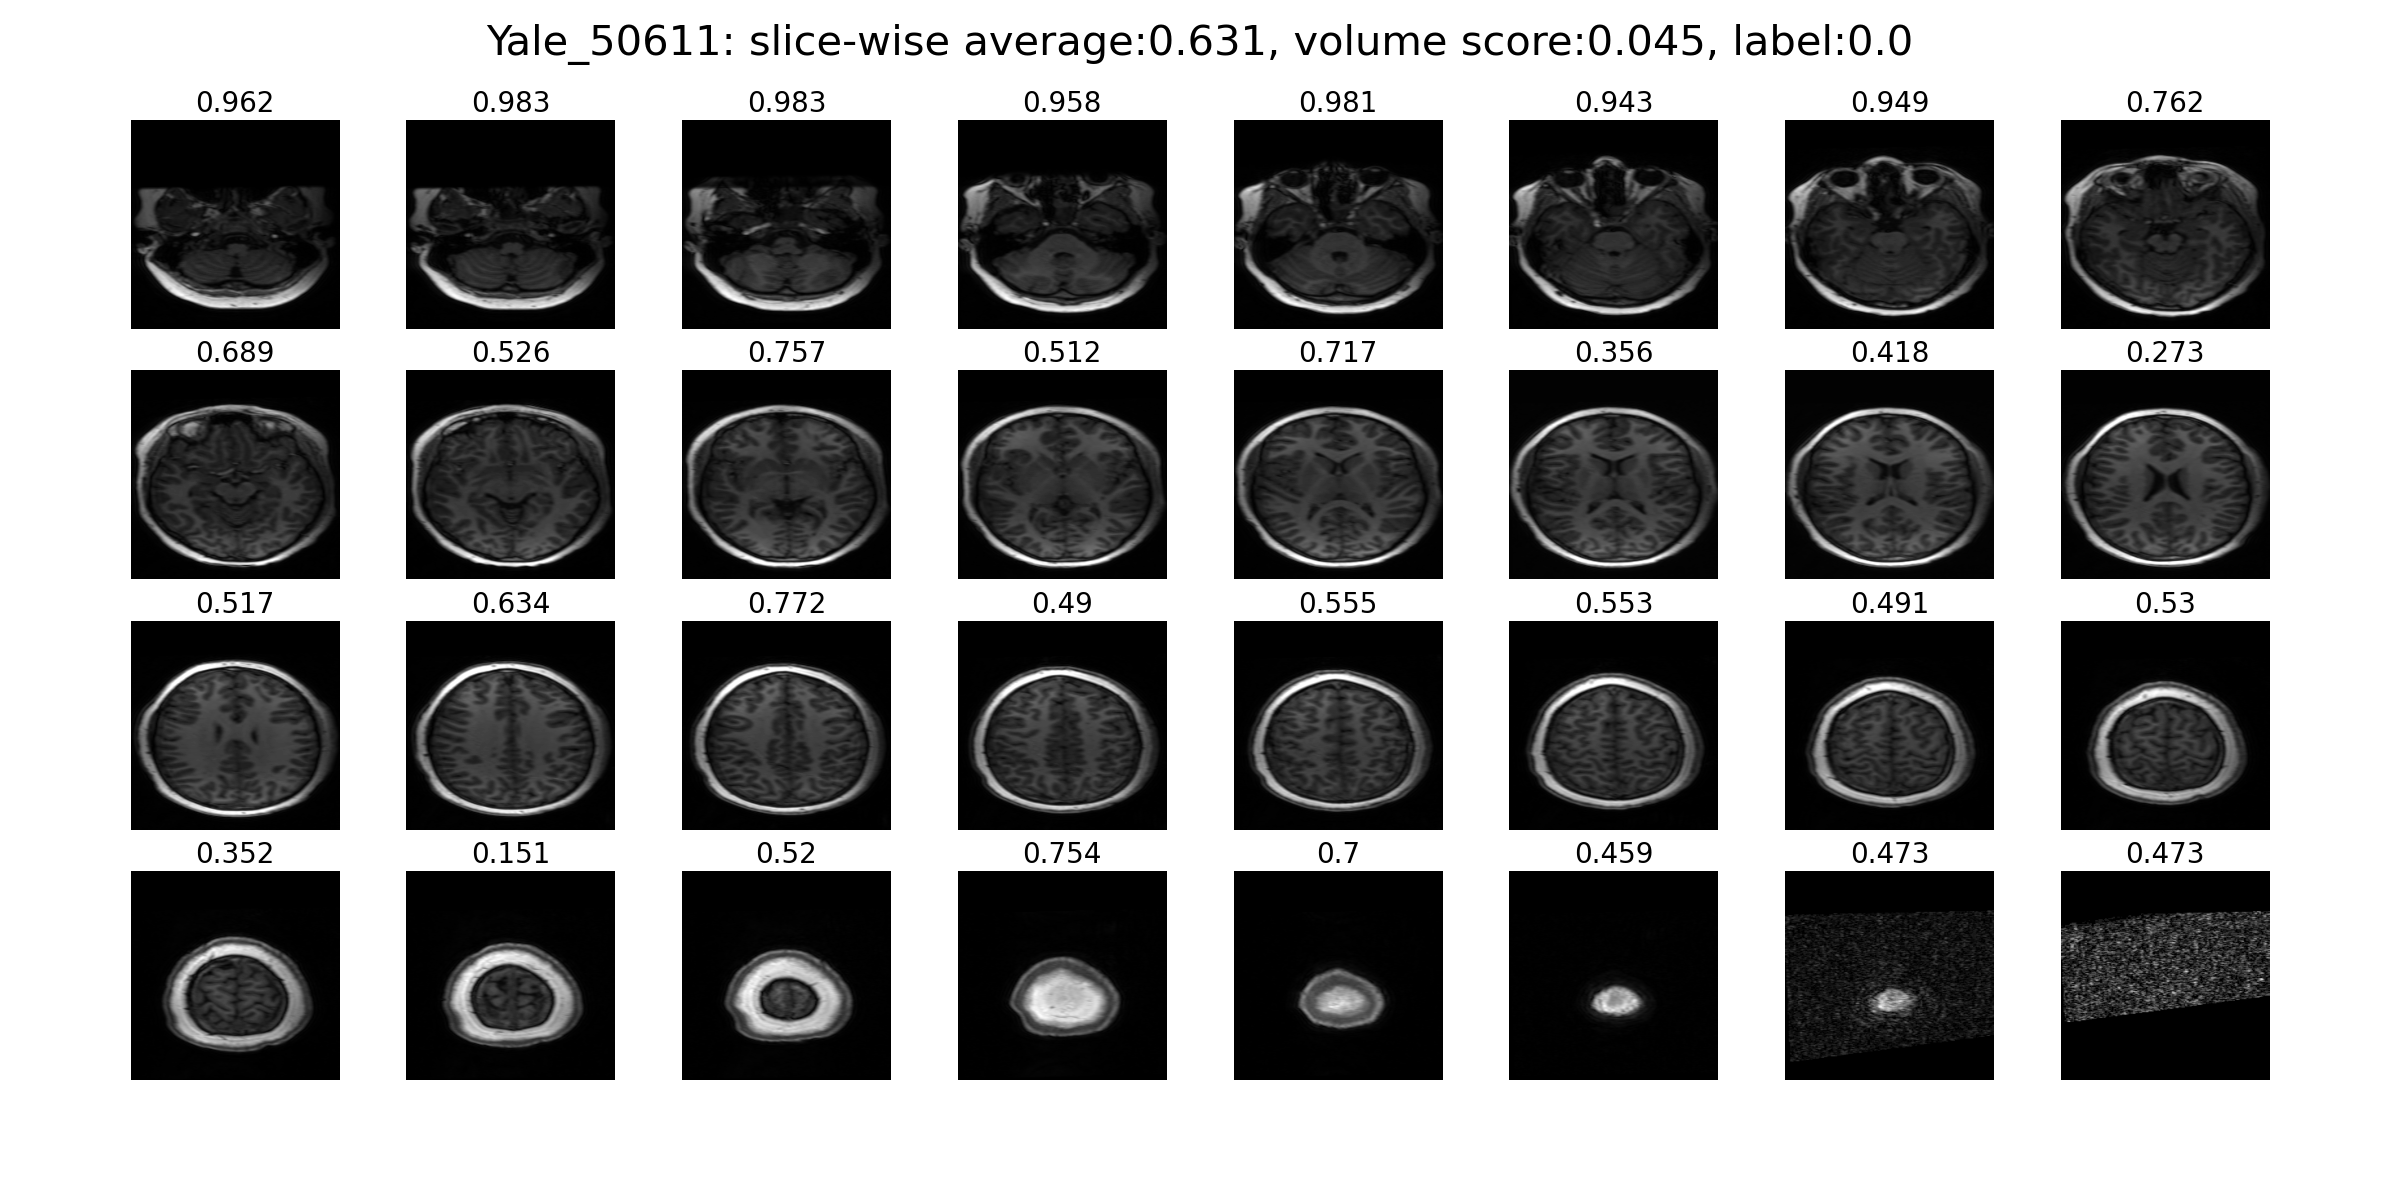 Yale_50611: slice-wise average:0.631, volume score:0.045, label:0.0
0.962 0.983 0.983 0.958 0.981 0.943 0.949 0.762
0.689 0.526 0.757 0.512 0.717 0.356 0.418 0.273
0.517 0.634 0.772 0.49 0.555 0.553 0.491 0.53
0.352 0.151 0.52 0.754 0.7 0.459 0.473 0.473